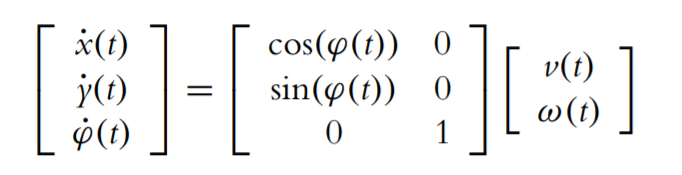 [ ẋ(t) ] = [ cos(φ(t)) 0 ] [ ν(t) ]
[ ẏ(t) ] [ sin(φ(t)) 0 ] [ ω(t) ]
[ φ̇(t) ] [ 0 1 ]